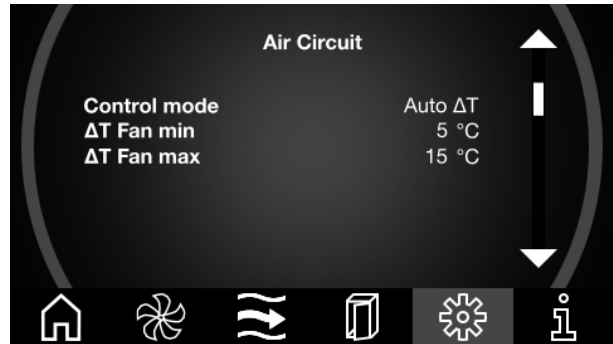 Air Circuit
Control mode Auto ΔT
ΔT Fan min 5 °C
ΔT Fan max 15 °C